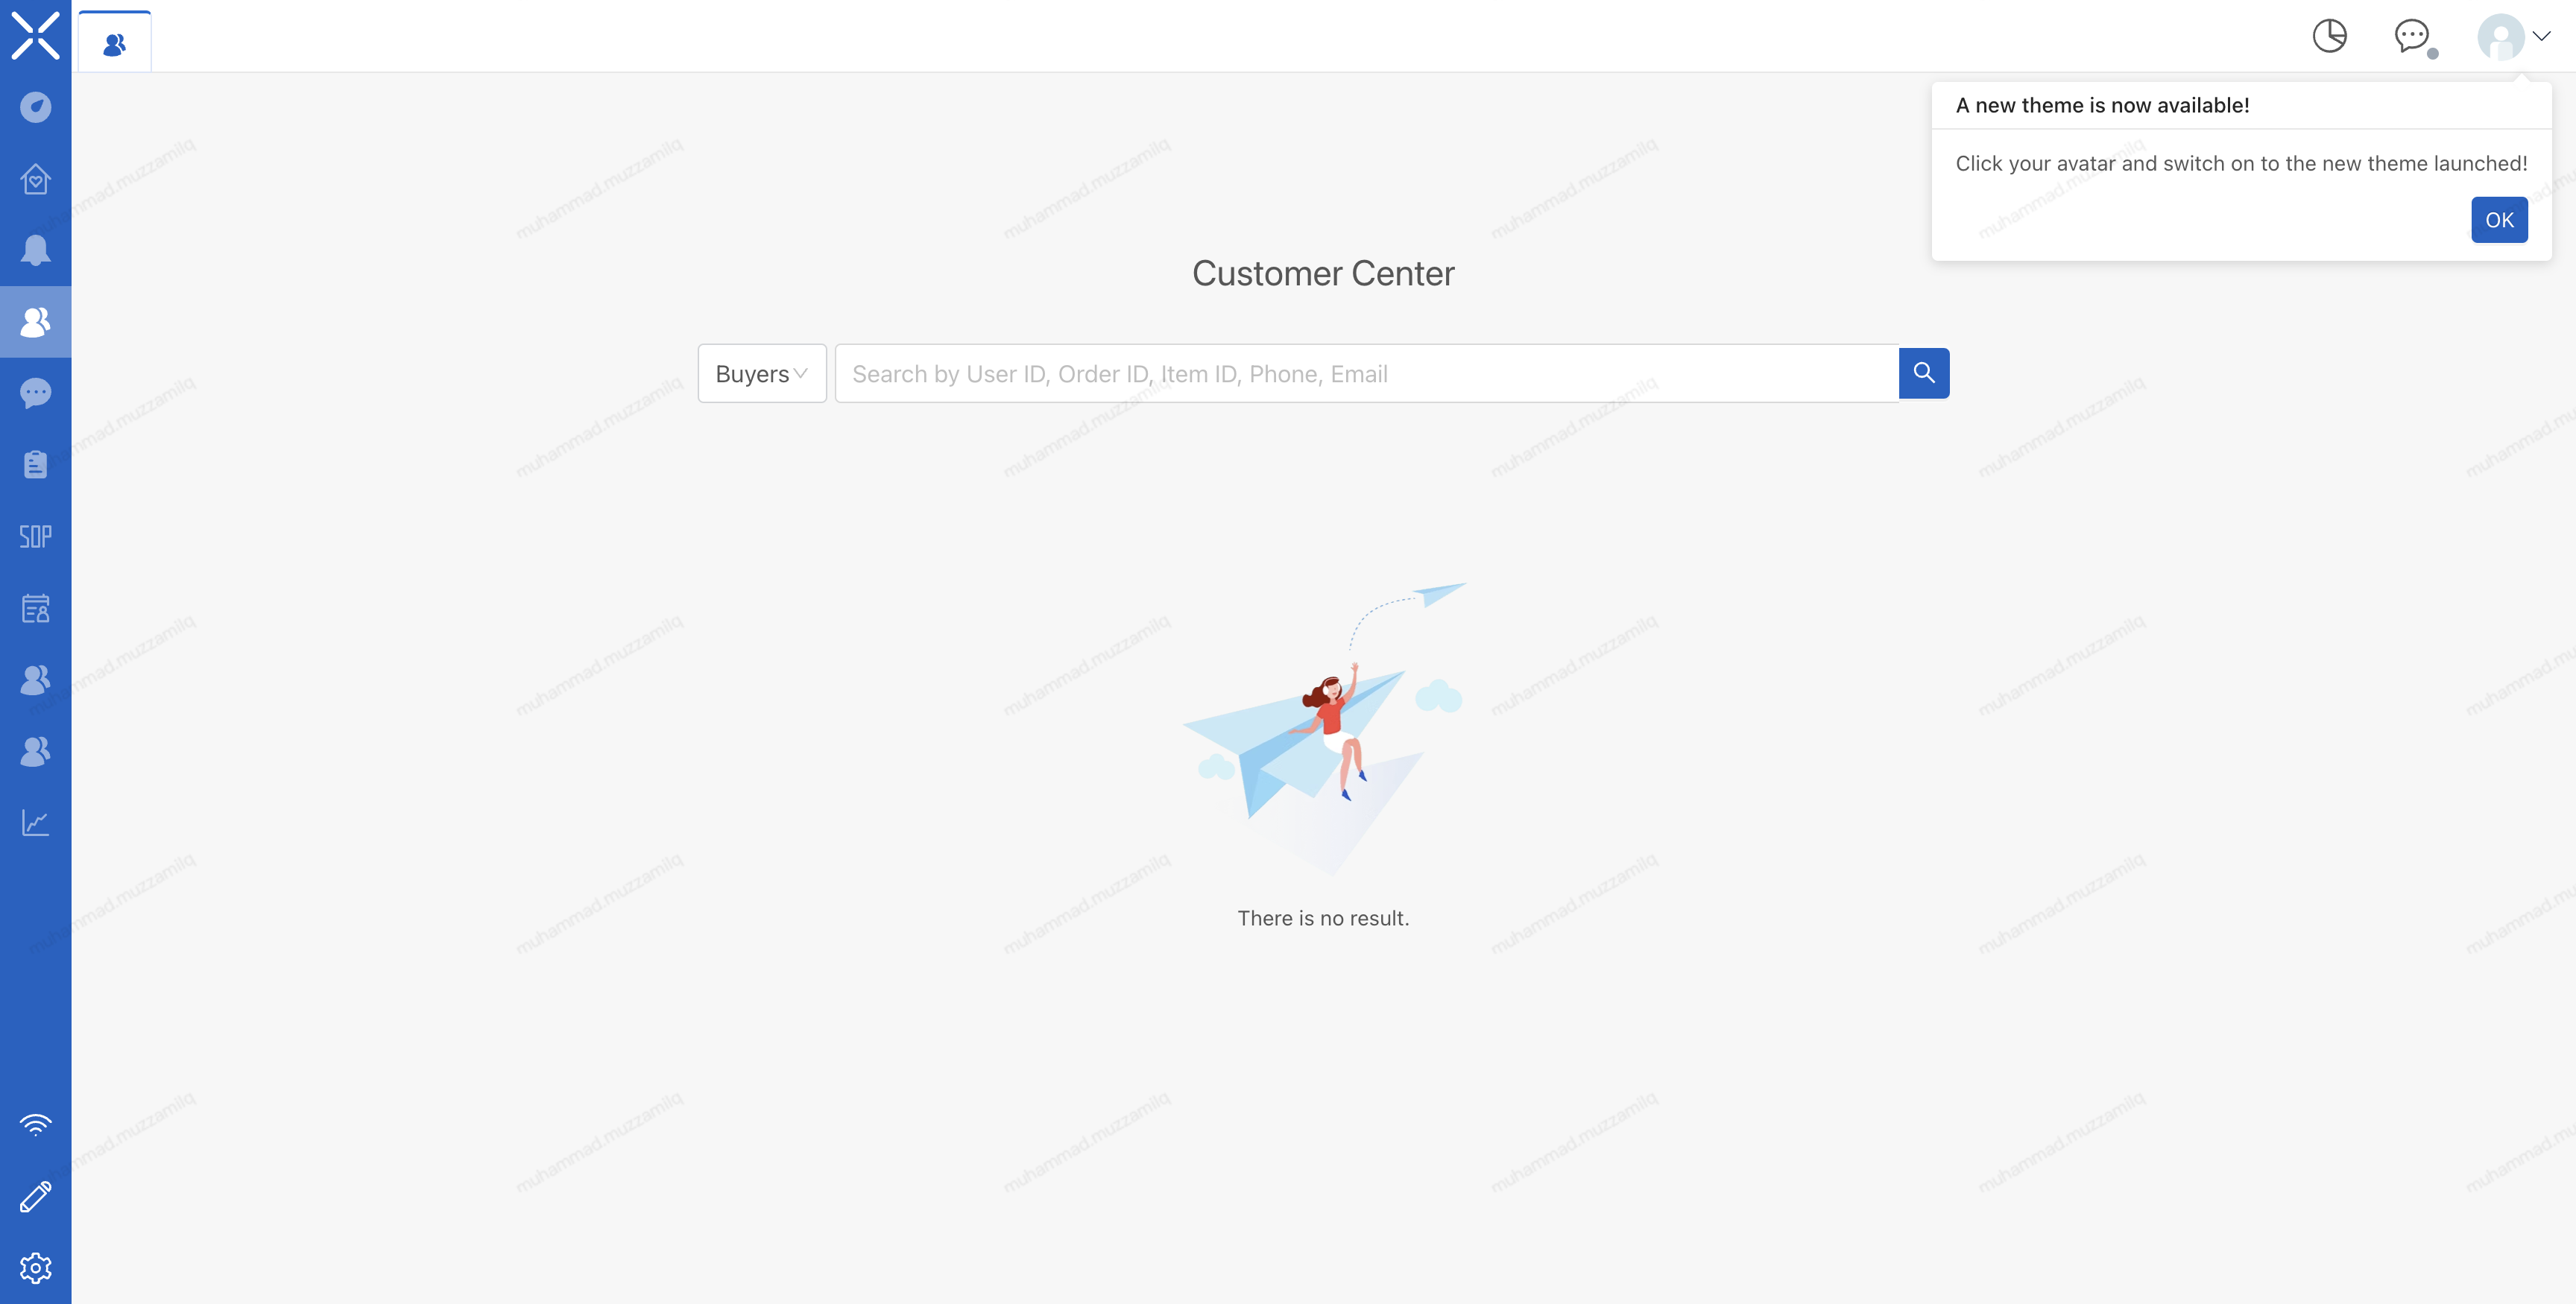 A new theme is now available!
Click your avatar and switch on to the new theme launched!
OK
Customer Center
Buyers
Search by User ID, Order ID, Item ID, Phone, Email
SOP
There is no result.
muhammad.muzzamilq